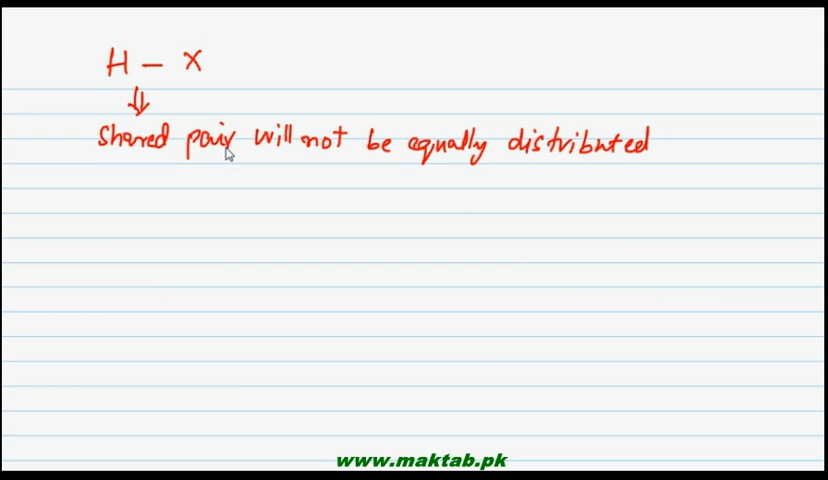 H – X
⇓
Shared pair will not be equally distributed
www.maktab.pk